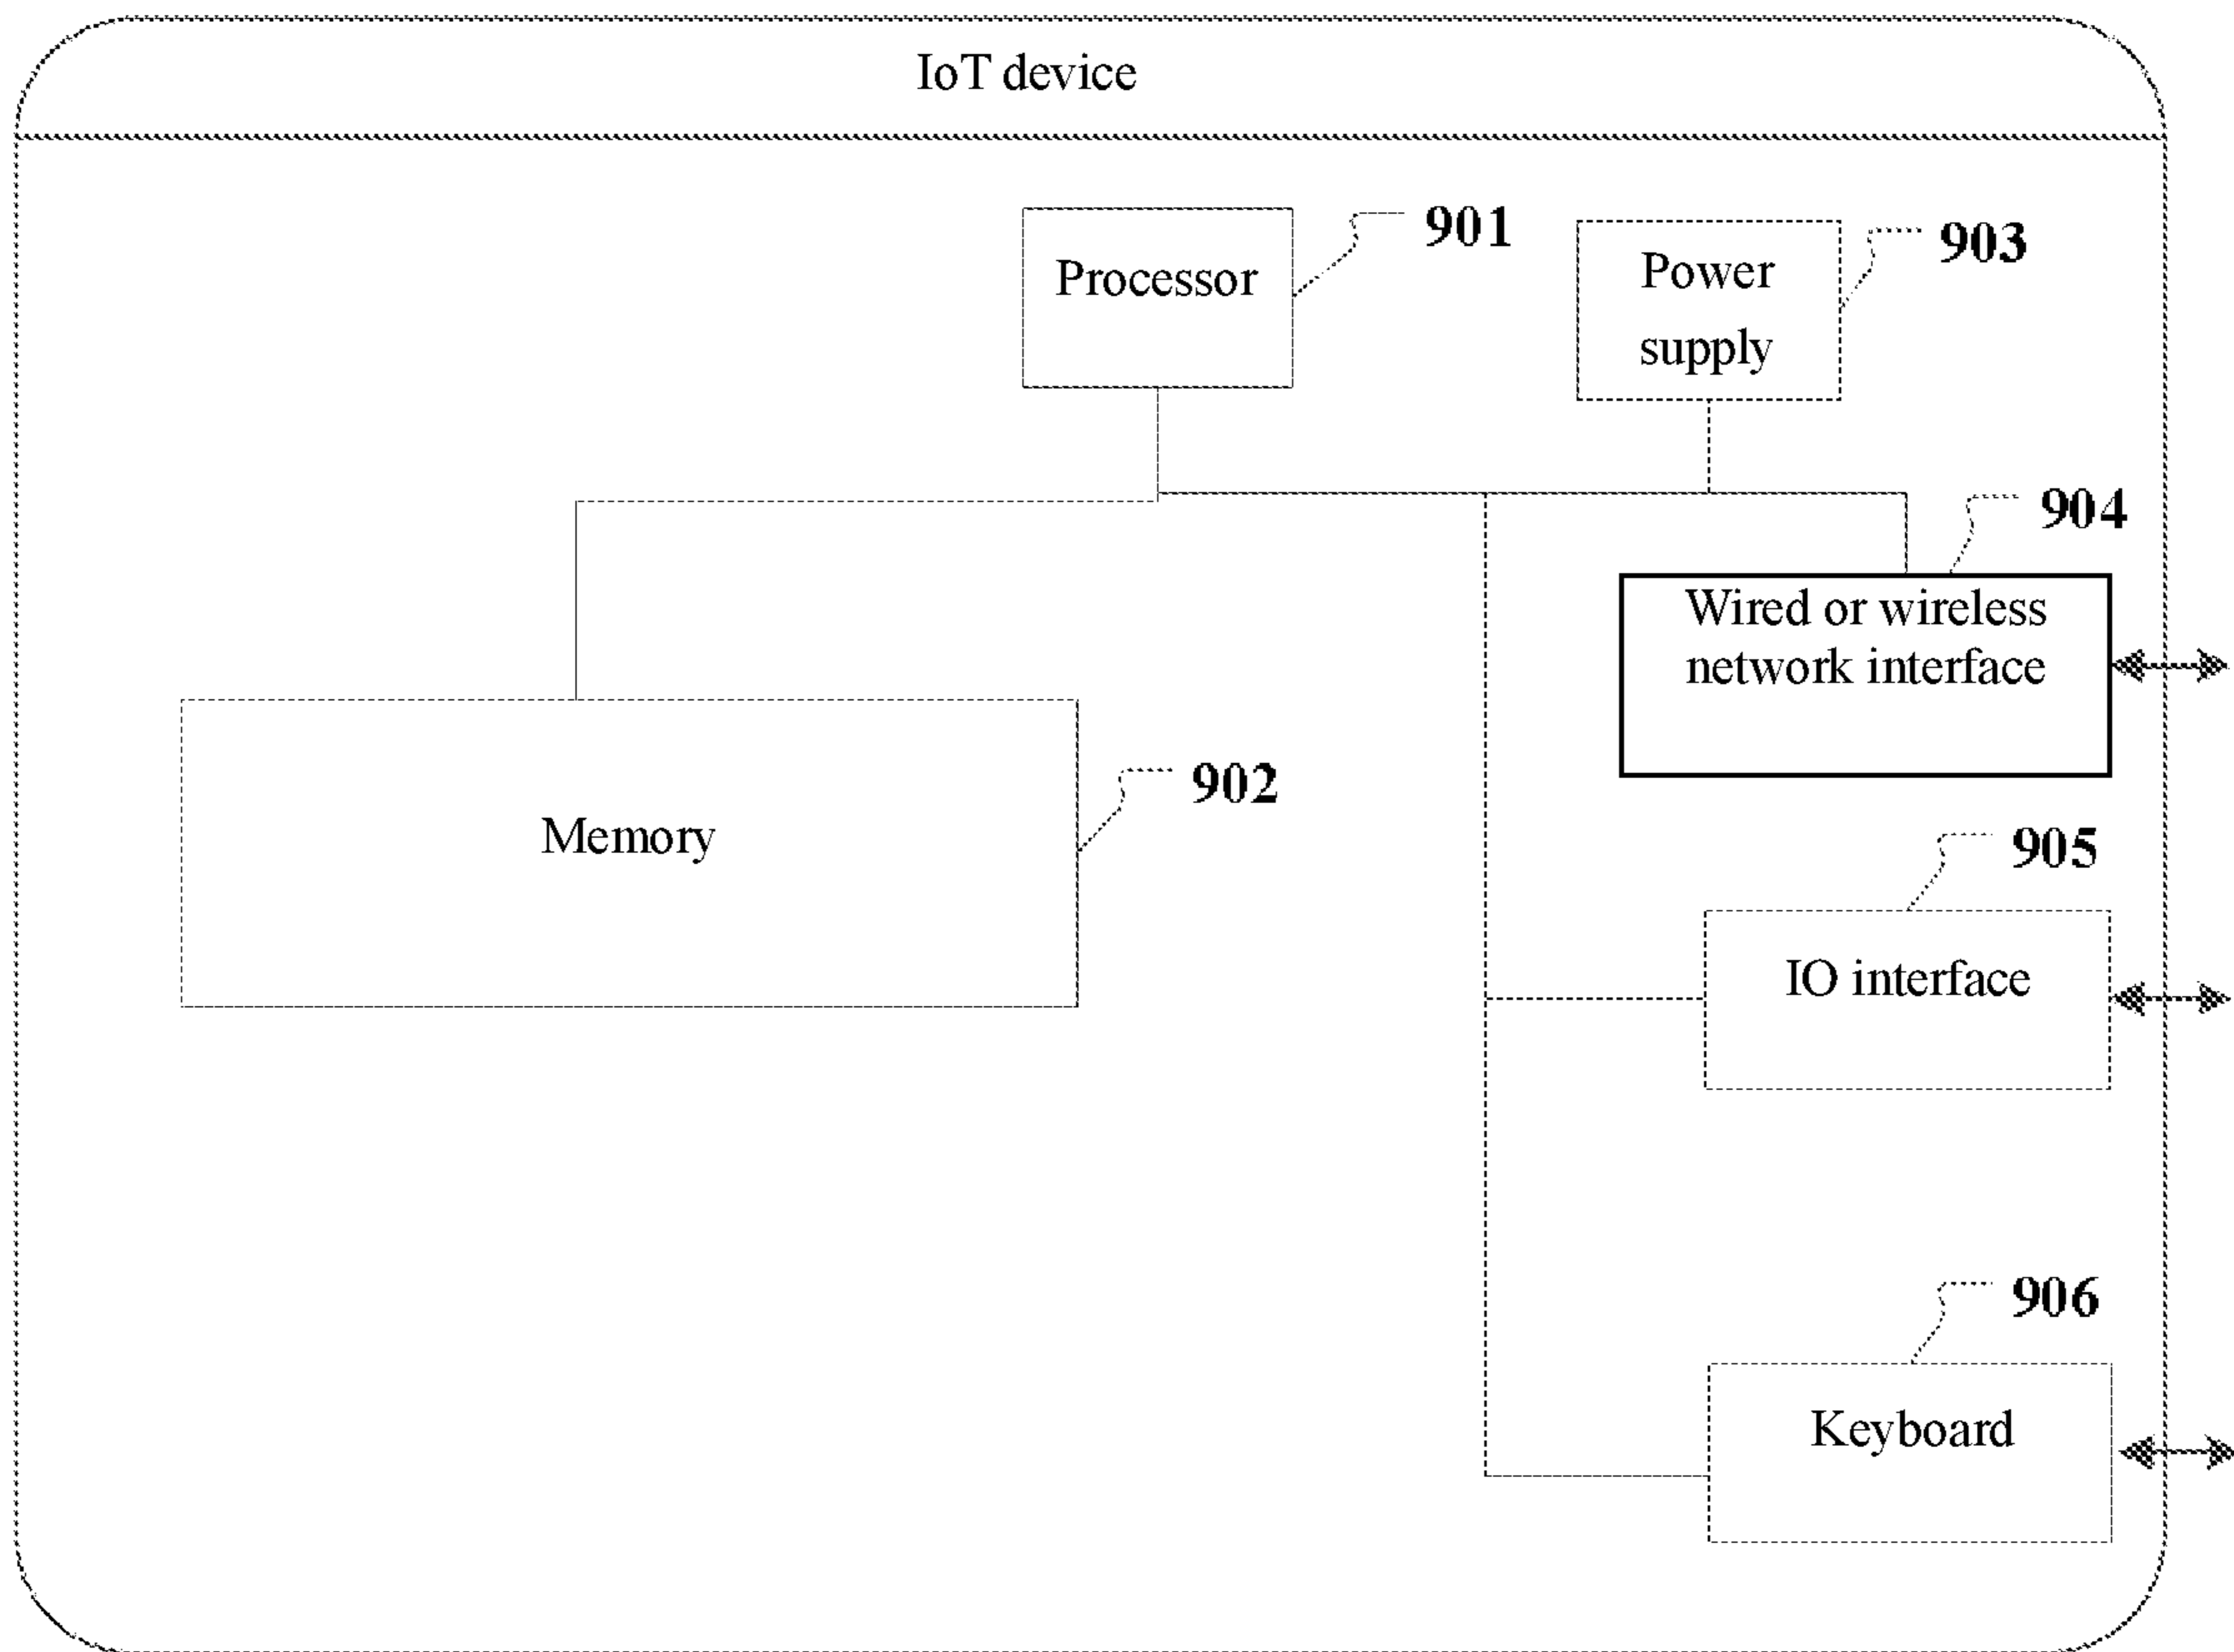 IoT device
Processor
901
Power
supply
903
904
Wired or wireless
network interface
Memory
902
905
IO interface
906
Keyboard